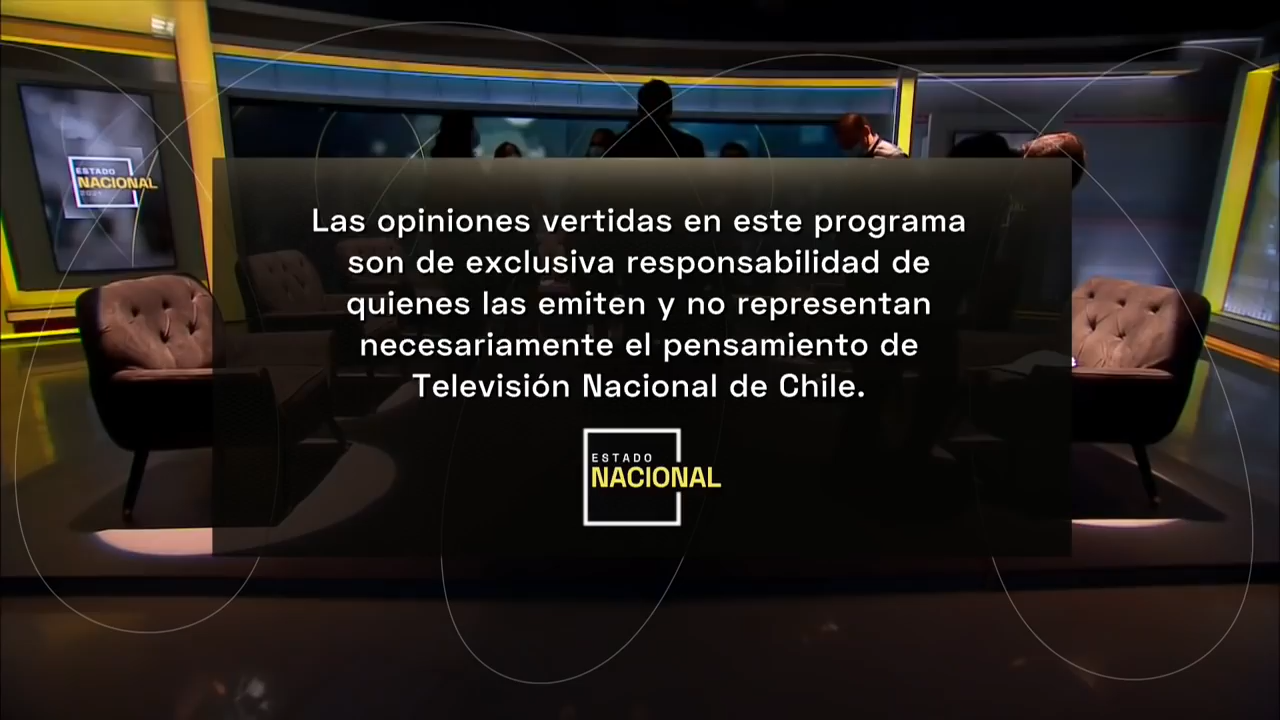 ESTADO
NACIONAL
Las opiniones vertidas en este programa
son de exclusiva responsabilidad de
quienes las emiten y no representan
necesariamente el pensamiento de
Televisión Nacional de Chile.
ESTADO
NACIONAL